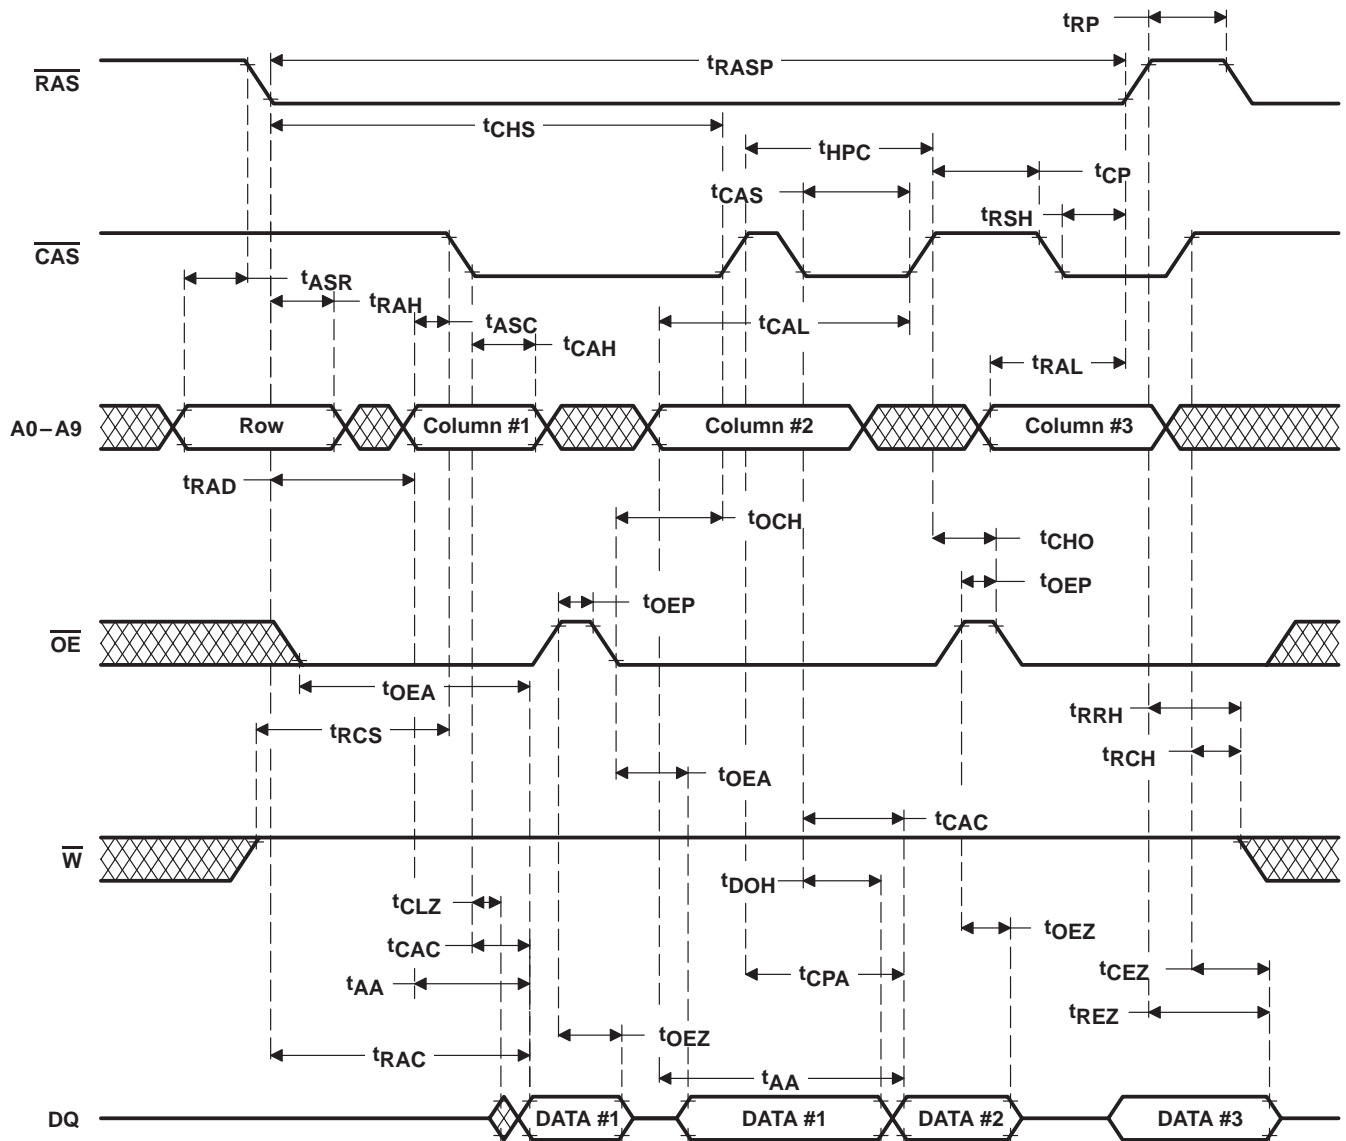 tRP
RAS
tRASP
tCHS
tHPC
tCP
tCAS
tRSH
CAS
tASR
tRAH
tASC
tCAL
tCAH
tRAL
A0–A9
Row
Column #1
Column #2
Column #3
tRAD
tOCH
tCHO
tOEP
tOEP
OE
tOEA
tRRH
tRCS
tRCH
tOEA
tCAC
W
tDOH
tCLZ
tOEZ
tCAC
tCPA
tCEZ
tAA
tREZ
tOEZ
tRAC
tAA
DQ
DATA #1
DATA #1
DATA #2
DATA #3